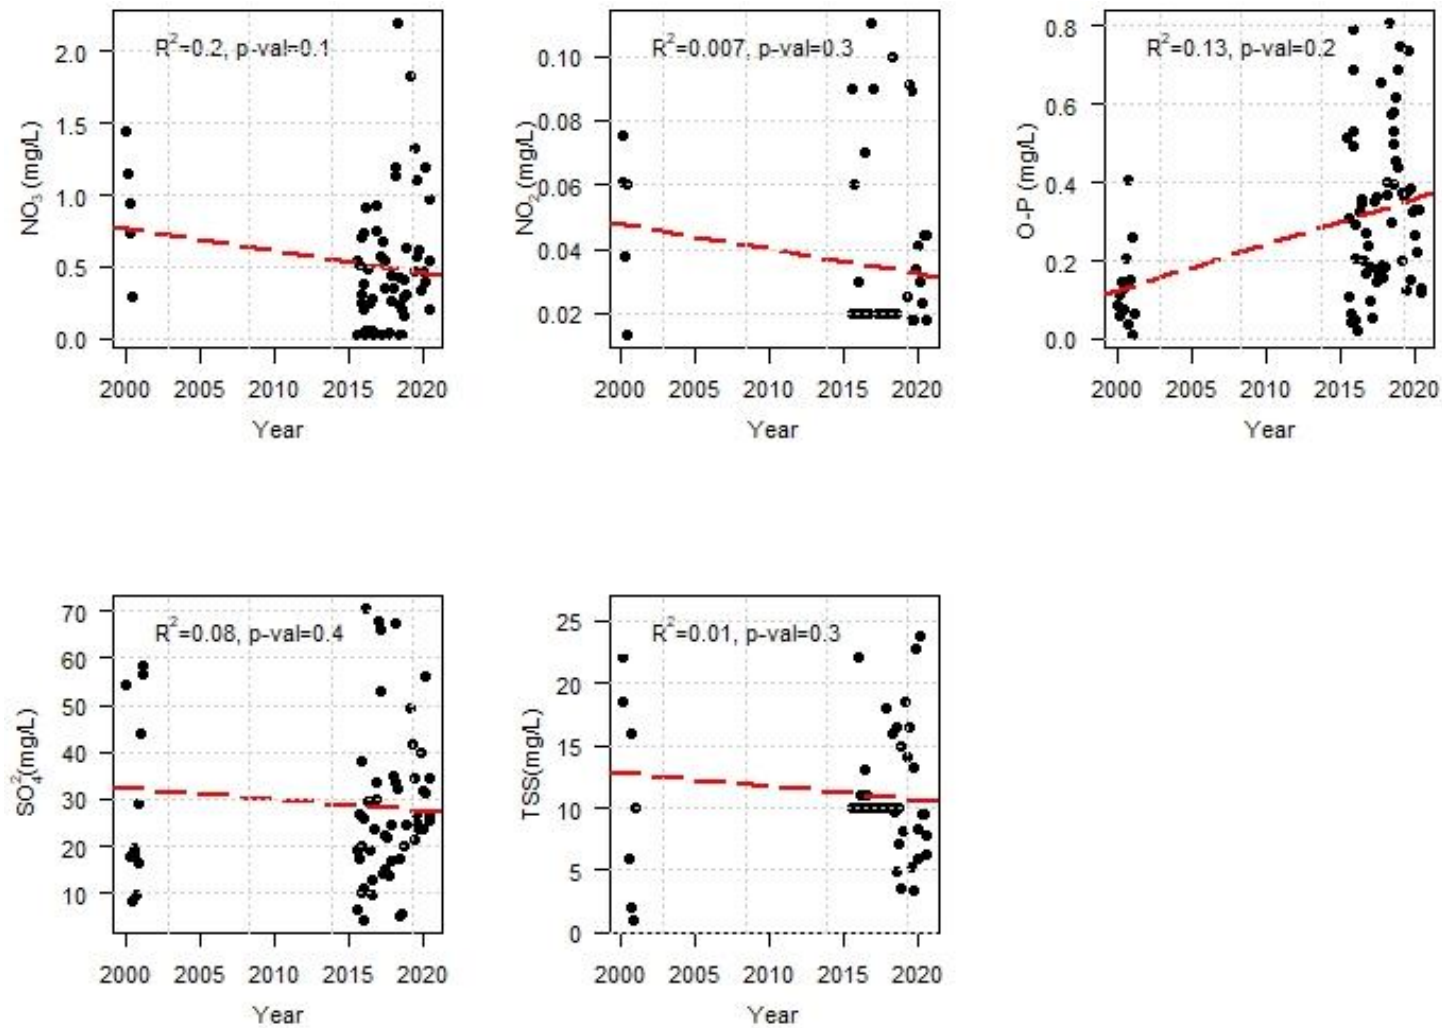 R²=0.2, p-val=0.1
NO₃ (mg/L)
2.0
1.5
1.0
0.5
0.0
2000 2005 2010 2015 2020
Year
R²=0.007, p-val=0.3
NO₂ (mg/L)
0.10
0.08
0.06
0.04
0.02
2000 2005 2010 2015 2020
Year
R²=0.13, p-val=0.2
O-P (mg/L)
0.8
0.6
0.4
0.2
0.0
2000 2005 2010 2015 2020
Year
R²=0.08, p-val=0.4
SO₄²(mg/L)
70
60
50
40
30
20
10
2000 2005 2010 2015 2020
Year
R²=0.01, p-val=0.3
TSS(mg/L)
25
20
15
10
5
0
2000 2005 2010 2015 2020
Year